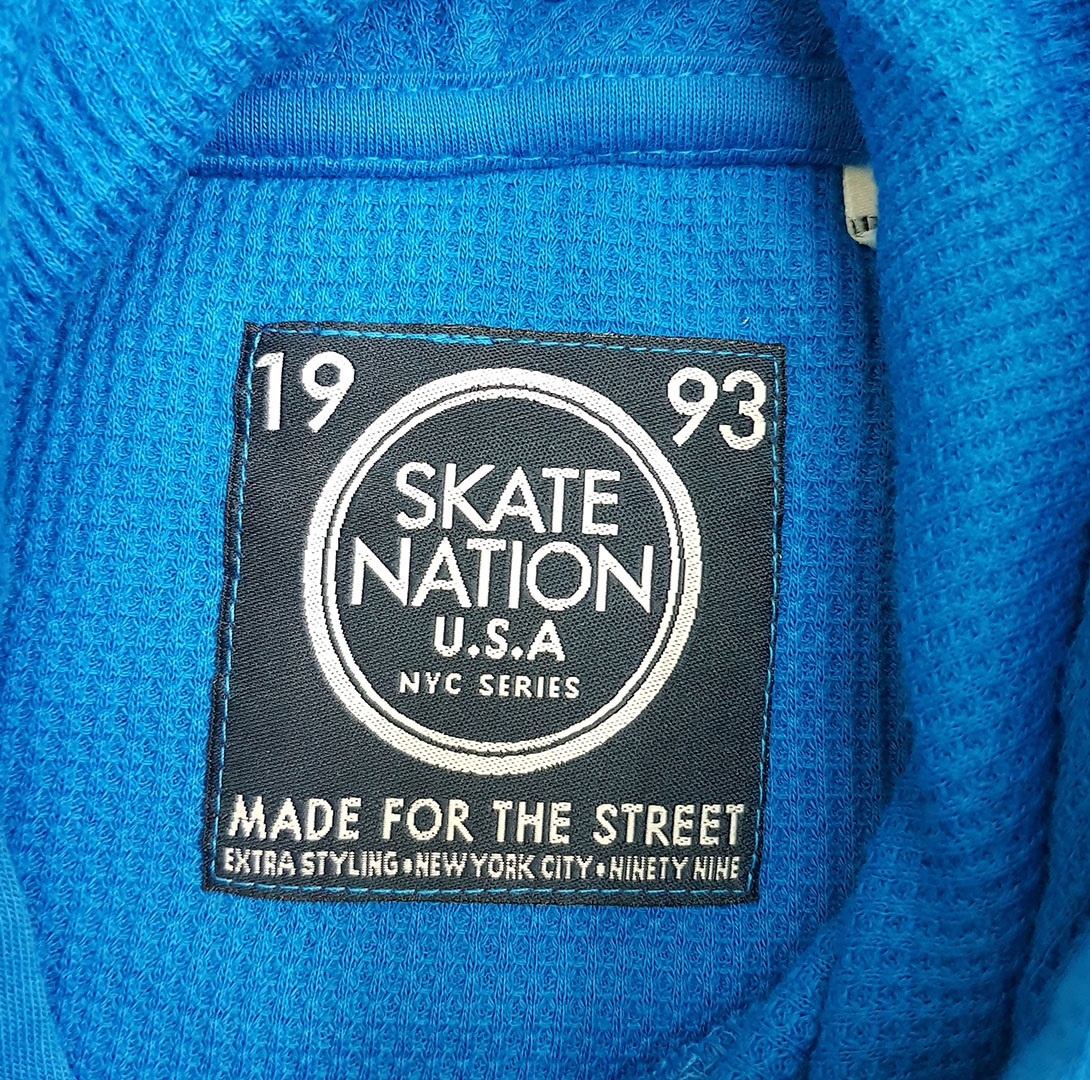 19 93
SKATE
NATION
U.S.A
NYC SERIES
MADE FOR THE STREET
EXTRA STYLING•NEW YORK CITY•NINETY NINE